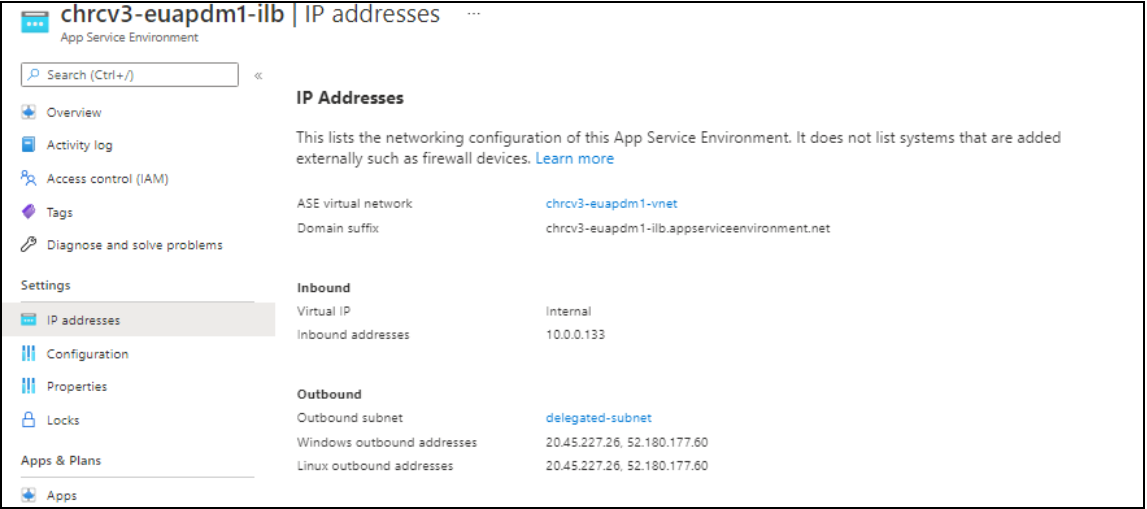 chrcv3-euapdm1-ilb | IP addresses ...
App Service Environment
Search (Ctrl+/)
«
Overview
Activity log
Access control (IAM)
Tags
Diagnose and solve problems
Settings
IP addresses
Configuration
Properties
Locks
Apps & Plans
Apps
IP Addresses
This lists the networking configuration of this App Service Environment. It does not list systems that are added
externally such as firewall devices. Learn more
ASE virtual network chrcv3-euapdm1-vnet
Domain suffix chrcv3-euapdm1-ilb.appserviceenvironment.net
Inbound
Virtual IP Internal
Inbound addresses 10.0.0.133
Outbound
Outbound subnet delegated-subnet
Windows outbound addresses 20.45.227.26, 52.180.177.60
Linux outbound addresses 20.45.227.26, 52.180.177.60